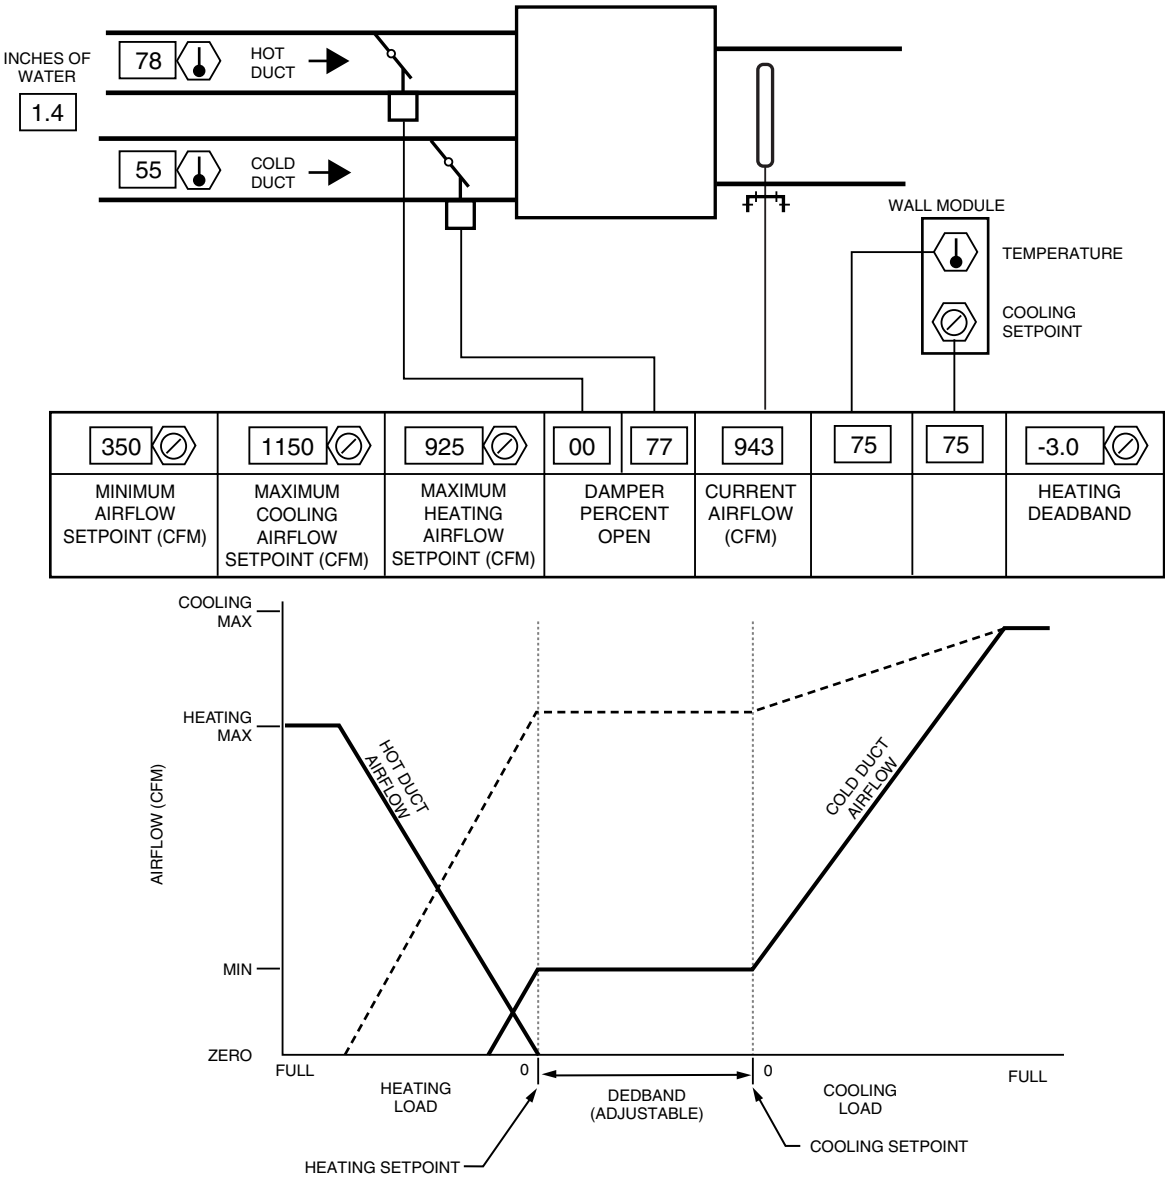 INCHES OF
WATER
1.4
78
HOT
DUCT
55
COLD
DUCT
WALL MODULE
TEMPERATURE
COOLING
SETPOINT
350
1150
925
00
77
943
75
75
-3.0
MINIMUM
AIRFLOW
SETPOINT (CFM)
MAXIMUM
COOLING
AIRFLOW
SETPOINT (CFM)
MAXIMUM
HEATING
AIRFLOW
SETPOINT (CFM)
DAMPER
PERCENT
OPEN
CURRENT
AIRFLOW
(CFM)
HEATING
DEADBAND
COOLING
MAX
HEATING
MAX
AIRFLOW (CFM)
MIN
ZERO
HOT DUCT
AIRFLOW
COLD DUCT
AIRFLOW
FULL
HEATING
LOAD
0
DEDBAND
(ADJUSTABLE)
0
COOLING
LOAD
FULL
HEATING SETPOINT
COOLING SETPOINT